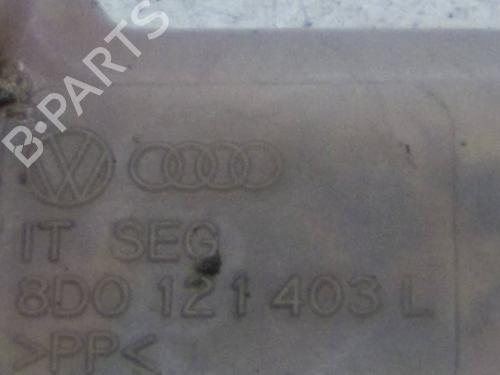 B-PARTS
IT SEG
8D0 121 403 L
>PP<